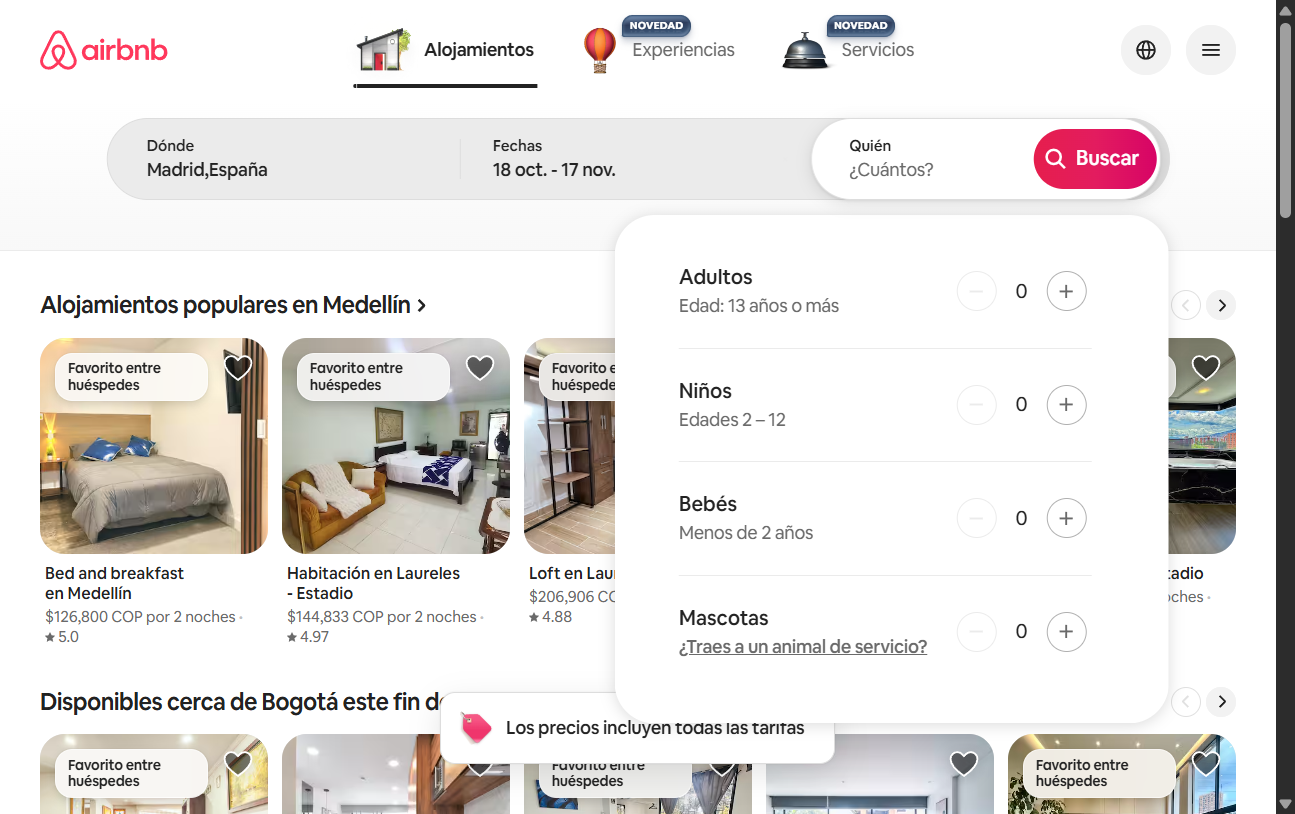 airbnb
Alojamientos
NOVEDAD
Experiencias
NOVEDAD
Servicios
Dónde
Madrid,España
Fechas
18 oct. - 17 nov.
Quién
¿Cuántos?
Buscar
Adultos
Edad: 13 años o más
0
Niños
Edades 2 – 12
0
Bebés
Menos de 2 años
0
Mascotas
¿Traes a un animal de servicio?
0
Alojamientos populares en Medellín
Favorito entre
huéspedes
Bed and breakfast
en Medellín
$126,800 COP por 2 noches ·
5.0
Favorito entre
huéspedes
Habitación en Laureles
- Estadio
$144,833 COP por 2 noches ·
4.97
Favorito e
huéspede
Loft en Lau
$206,906 CO
4.88
tadio
oches ·
Disponibles cerca de Bogotá este fin d
Los precios incluyen todas las tarifas
Favorito entre
huéspedes
Favorito entre
huéspedes
Favorito entre
huéspedes